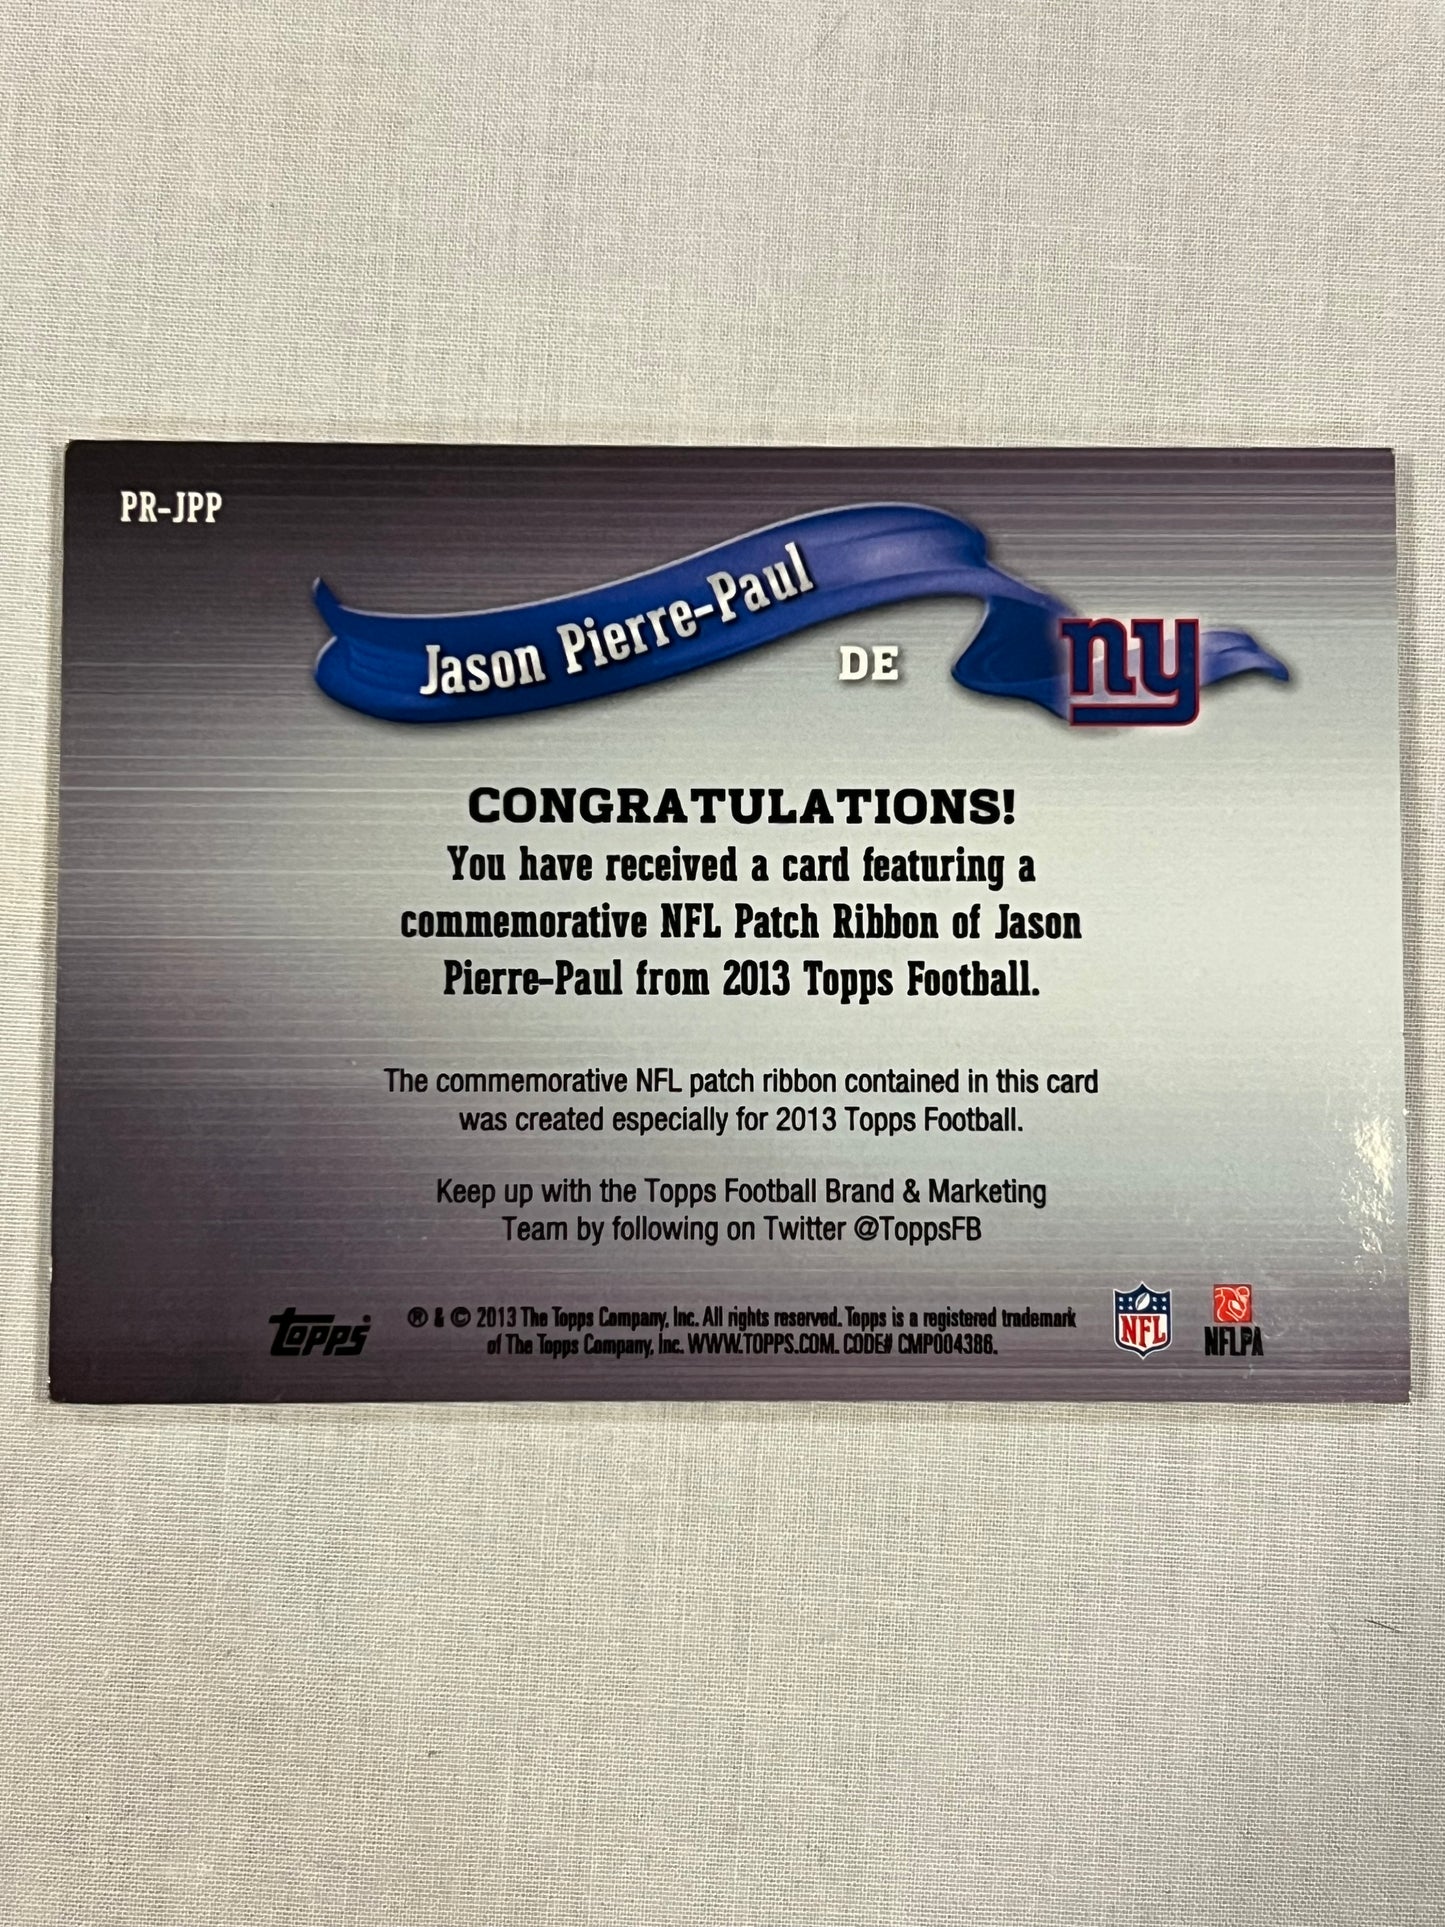 PR-JPP
Jason Pierre-Paul
DE
ny
CONGRATULATIONS!
You have received a card featuring a
commemorative NFL Patch Ribbon of Jason
Pierre-Paul from 2013 Topps Football.
The commemorative NFL patch ribbon contained in this card
was created especially for 2013 Topps Football.
Keep up with the Topps Football Brand & Marketing
Team by following on Twitter @ToppsFB
topps
® & © 2013 The Topps Company, Inc. All rights reserved. Topps is a registered trademark
of The Topps Company, Inc. WWW.TOPPS.COM. CODE# CMP004386.
NFL
NFLPA